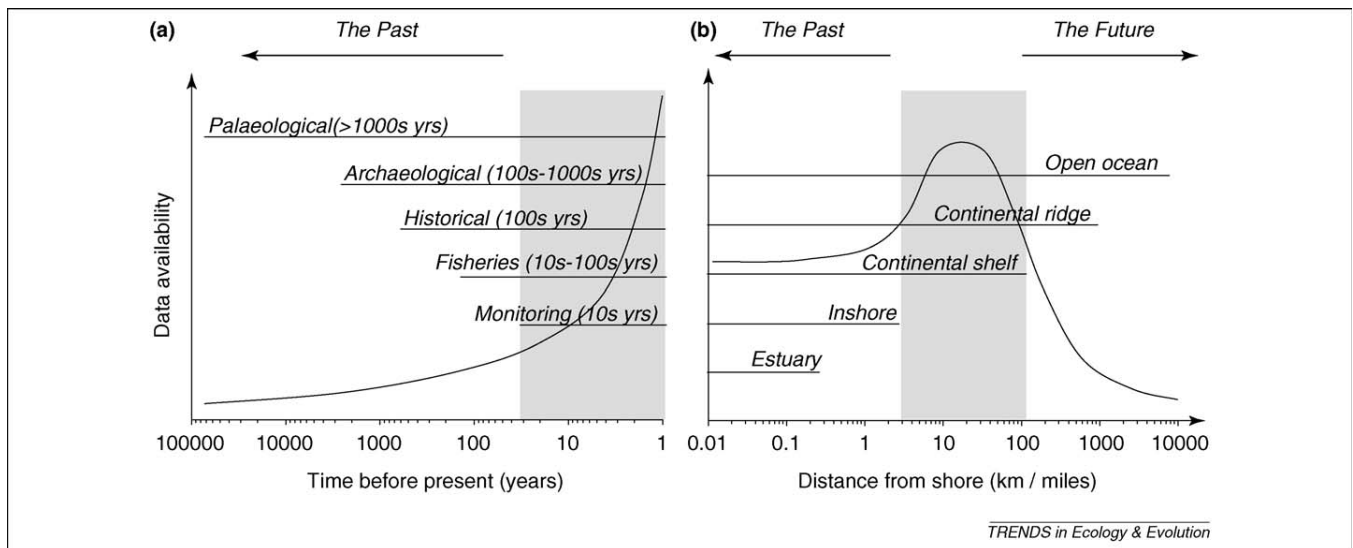 (a)
The Past
Data availability
Palaeological(>1000s yrs)
Archaeological (100s-1000s yrs)
Historical (100s yrs)
Fisheries (10s-100s yrs)
Monitoring (10s yrs)
100000 10000 1000 100 10 1
Time before present (years)
(b)
The Past
The Future
Open ocean
Continental ridge
Continental shelf
Inshore
Estuary
0.01 0.1 1 10 100 1000 10000
Distance from shore (km / miles)
TRENDS in Ecology & Evolution